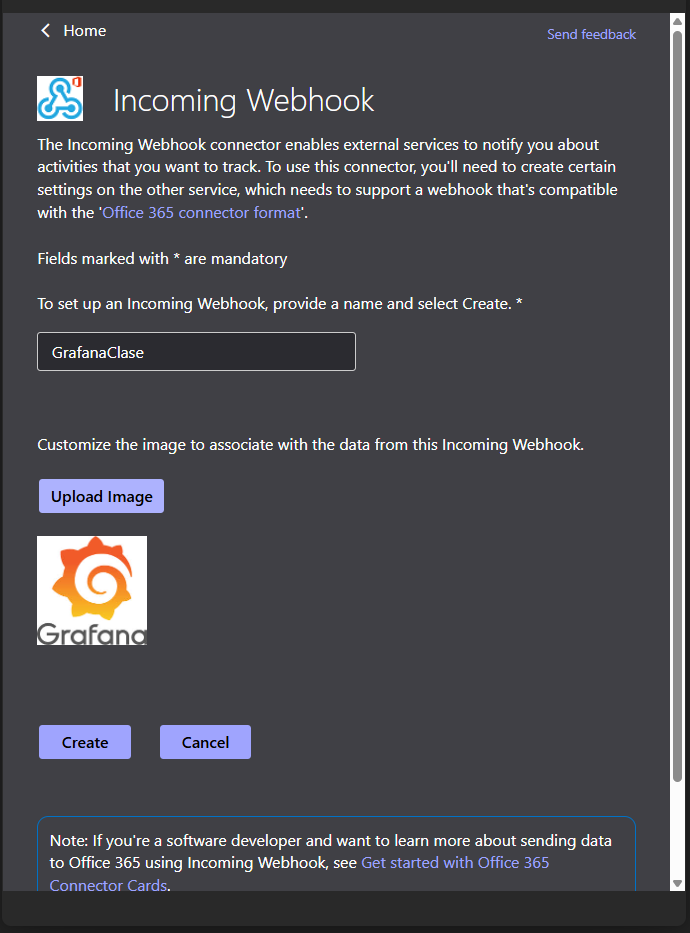 Home
Send feedback
Incoming Webhook
The Incoming Webhook connector enables external services to notify you about
activities that you want to track. To use this connector, you'll need to create certain
settings on the other service, which needs to support a webhook that's compatible
with the 'Office 365 connector format'.
Fields marked with * are mandatory
To set up an Incoming Webhook, provide a name and select Create. *
GrafanaClase
Customize the image to associate with the data from this Incoming Webhook.
Upload Image
Grafana
Create
Cancel
Note: If you're a software developer and want to learn more about sending data
to Office 365 using Incoming Webhook, see Get started with Office 365
Connector Cards.